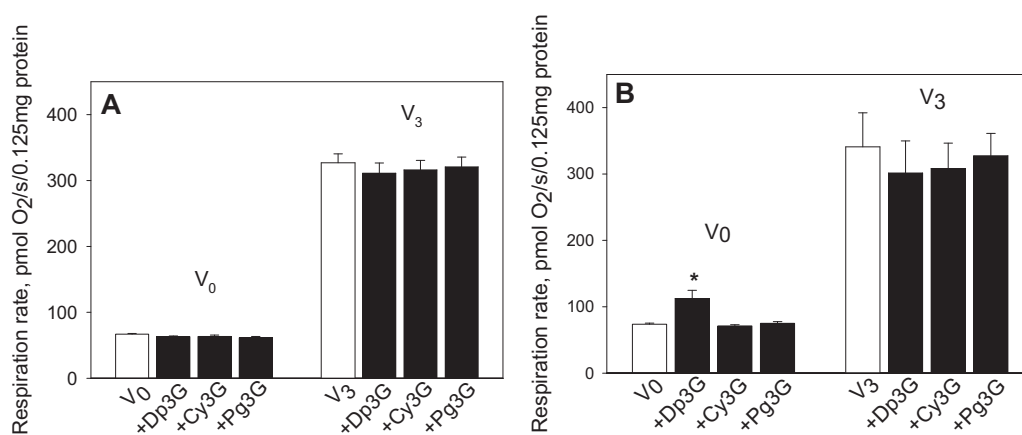 Respiration rate, pmol O2/s/0.125mg protein
A
V3
V0
400
300
200
100
0
V0
+Dp3G
+Cy3G
+Pg3G
V3
+Dp3G
+Cy3G
+Pg3G
Respiration rate, pmol O2/s/0.125mg protein
B
V3
V0
*
400
300
200
100
0
V0
+Dp3G
+Cy3G
+Pg3G
V3
+Dp3G
+Cy3G
+Pg3G